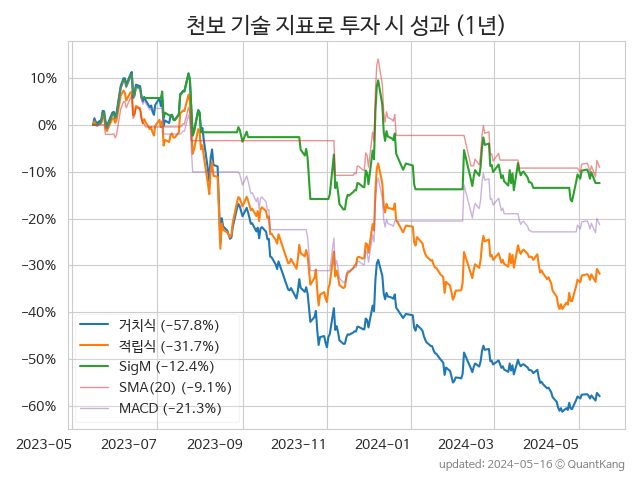 천보 기술 지표로 투자 시 성과 (1년)
10%
0%
−10%
−20%
−30%
−40%
−50%
−60%
거치식 (−57.8%)
적립식 (−31.7%)
SigM (−12.4%)
SMA(20) (−9.1%)
MACD (−21.3%)
2023-05 2023-07 2023-09 2023-11 2024-01 2024-03 2024-05
updated: 2024-05-16 © QuantKang